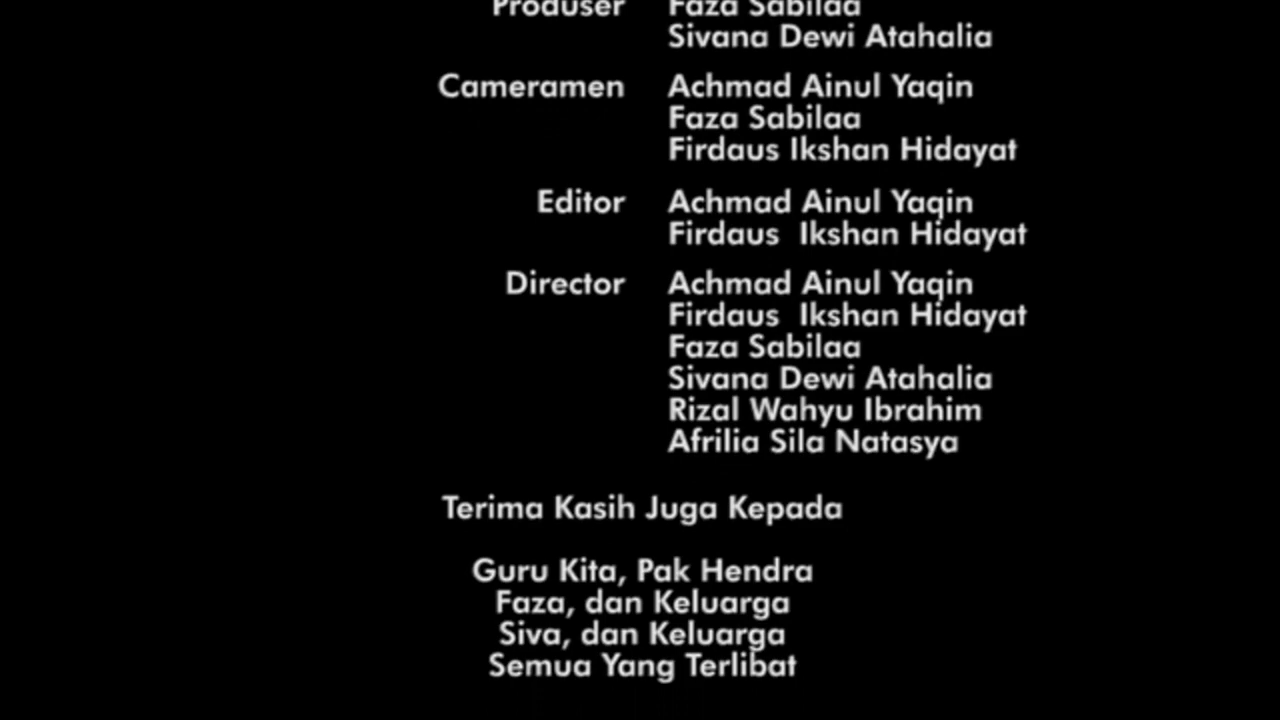 Produser Faza Sabilaa
Sivana Dewi Atahalia
Cameramen Achmad Ainul Yaqin
Faza Sabilaa
Firdaus Ikshan Hidayat
Editor Achmad Ainul Yaqin
Firdaus  Ikshan Hidayat
Director Achmad Ainul Yaqin
Firdaus  Ikshan Hidayat
Faza Sabilaa
Sivana Dewi Atahalia
Rizal Wahyu Ibrahim
Afrilia Sila Natasya
Terima Kasih Juga Kepada
Guru Kita, Pak Hendra
Faza, dan Keluarga
Siva, dan Keluarga
Semua Yang Terlibat